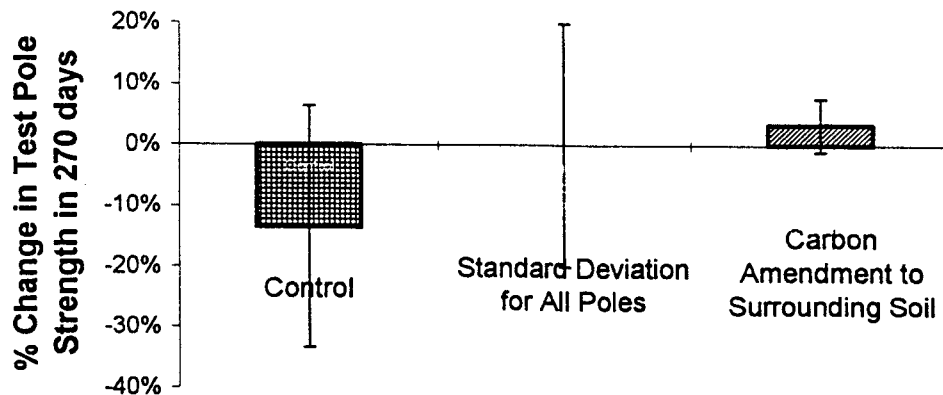 % Change in Test Pole
Strength in 270 days
20%
10%
0%
-10%
-20%
-30%
-40%
Control
Standard Deviation
for All Poles
Carbon
Amendment to
Surrounding Soil